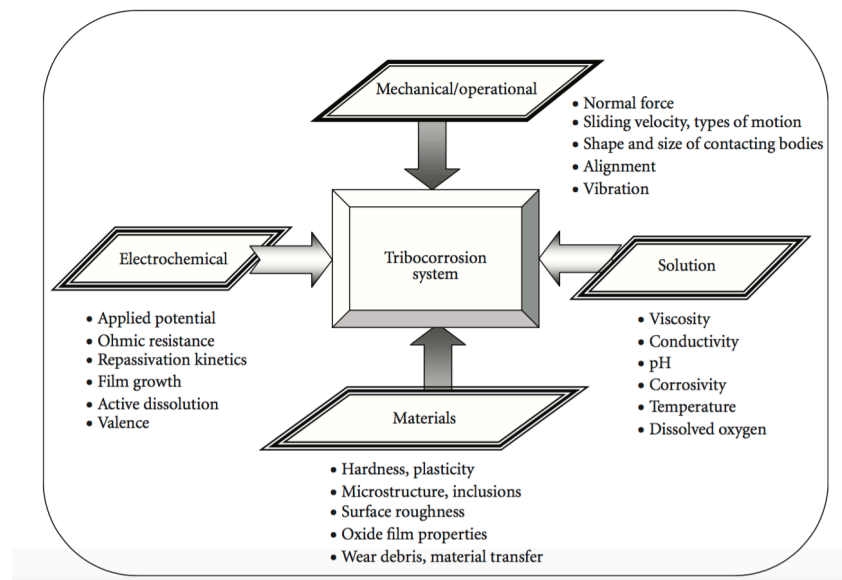 Mechanical/operational
• Normal force
• Sliding velocity, types of motion
• Shape and size of contacting bodies
• Alignment
• Vibration
Electrochemical
• Applied potential
• Ohmic resistance
• Repassivation kinetics
• Film growth
• Active dissolution
• Valence
Tribocorrosion
system
Solution
• Viscosity
• Conductivity
• pH
• Corrosivity
• Temperature
• Dissolved oxygen
Materials
• Hardness, plasticity
• Microstructure, inclusions
• Surface roughness
• Oxide film properties
• Wear debris, material transfer